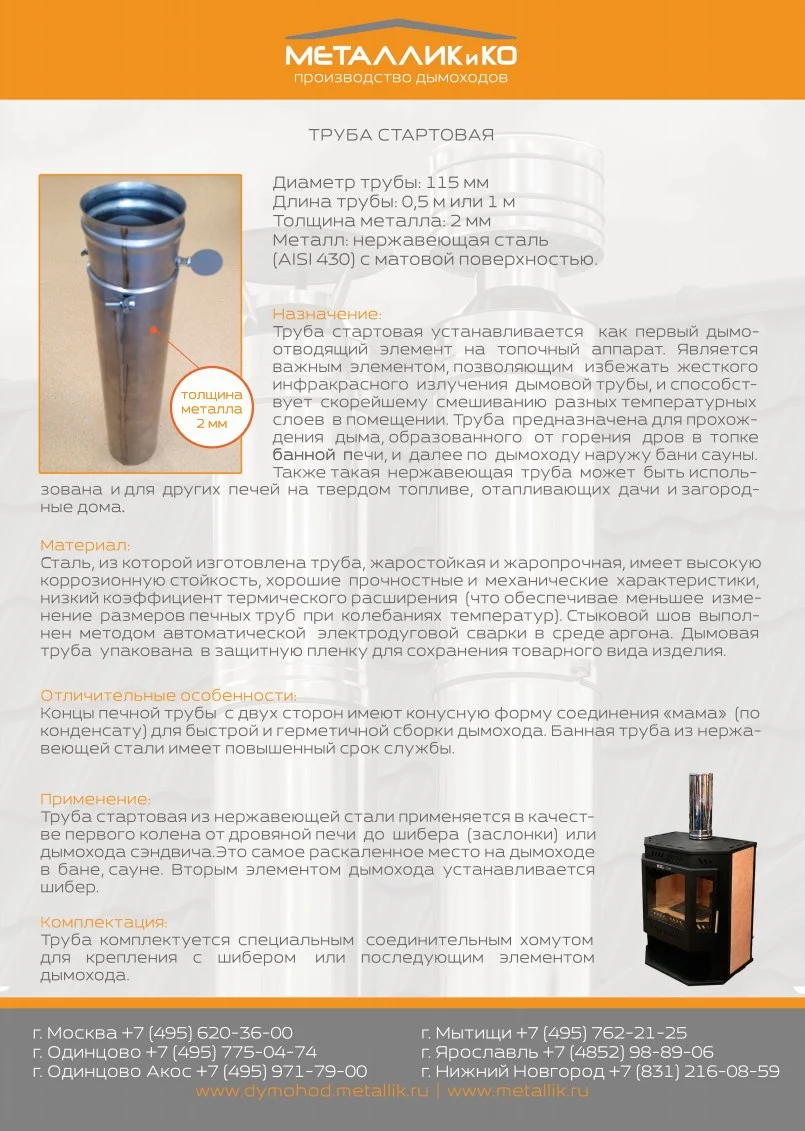 МЕТАЛЛИКиКО
производство дымоходов
ТРУБА СТАРТОВАЯ
Диаметр трубы: 115 мм
Длина трубы: 0,5 м или 1 м
Толщина металла: 2 мм
Металл: нержавеющая сталь
(AISI 430) с матовой поверхностью.
толщина
металла
2 мм
Назначение:
Труба стартовая устанавливается как первый дымо-
отводящий элемент на топочный аппарат. Является
важным элементом, позволяющим избежать жесткого
инфракрасного излучения дымовой трубы, и способст-
вует скорейшему смешиванию разных температурных
слоев в помещении. Труба предназначена для прохож-
дения дыма, образованного от горения дров в топке
банной печи, и далее по дымоходу наружу бани сауны.
Также такая нержавеющая труба может быть исполь-
зована и для других печей на твердом топливе, отапливающих дачи и загород-
ные дома.
Материал:
Сталь, из которой изготовлена труба, жаростойкая и жаропрочная, имеет высокую
коррозионную стойкость, хорошие прочностные и механические характеристики,
низкий коэффициент термического расширения (что обеспечивае меньшее изме-
нение размеров печных труб при колебаниях температур). Стыковой шов выпол-
нен методом автоматической электродуговой сварки в среде аргона. Дымовая
труба упакована в защитную пленку для сохранения товарного вида изделия.
Отличительные особенности:
Концы печной трубы с двух сторон имеют конусную форму соединения «мама» (по
конденсату) для быстрой и герметичной сборки дымохода. Банная труба из нержа-
веющей стали имеет повышенный срок службы.
Применение:
Труба стартовая из нержавеющей стали применяется в качест-
ве первого колена от дровяной печи до шибера (заслонки) или
дымохода сэндвича.Это самое раскаленное место на дымоходе
в бане, сауне. Вторым элементом дымохода устанавливается
шибер.
Комплектация:
Труба комплектуется специальным соединительным хомутом
для крепления с шибером или последующим элементом
дымохода.
г. Москва +7 (495) 620-36-00
г. Одинцово +7 (495) 775-04-74
г. Одинцово Акос +7 (495) 971-79-00
г. Мытищи +7 (495) 762-21-25
г. Ярославль +7 (4852) 98-89-06
г. Нижний Новгород +7 (831) 216-08-59
www.dymohod.metallik.ru | www.metallik.ru